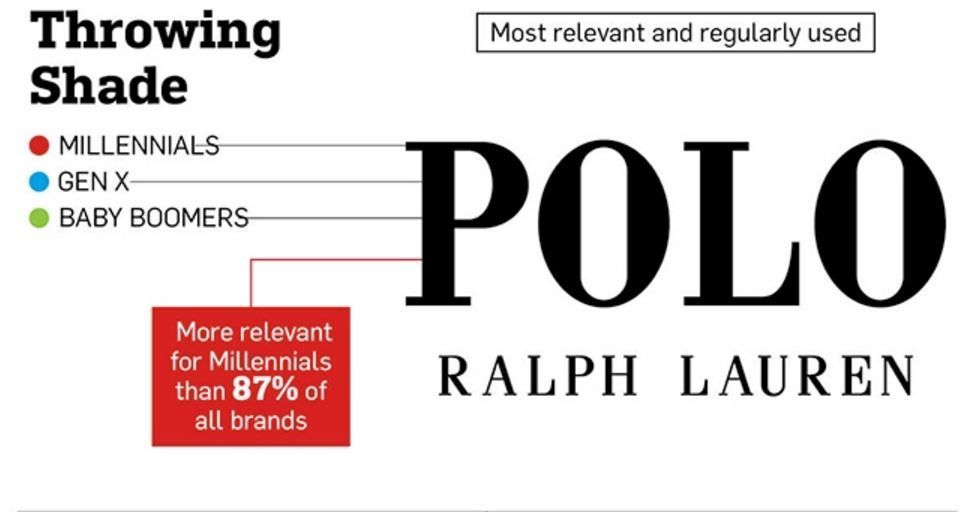 Throwing
Shade
Most relevant and regularly used
MILLENNIALS
GEN X
BABY BOOMERS
POLO
RALPH LAUREN
More relevant
for Millennials
than 87% of
all brands